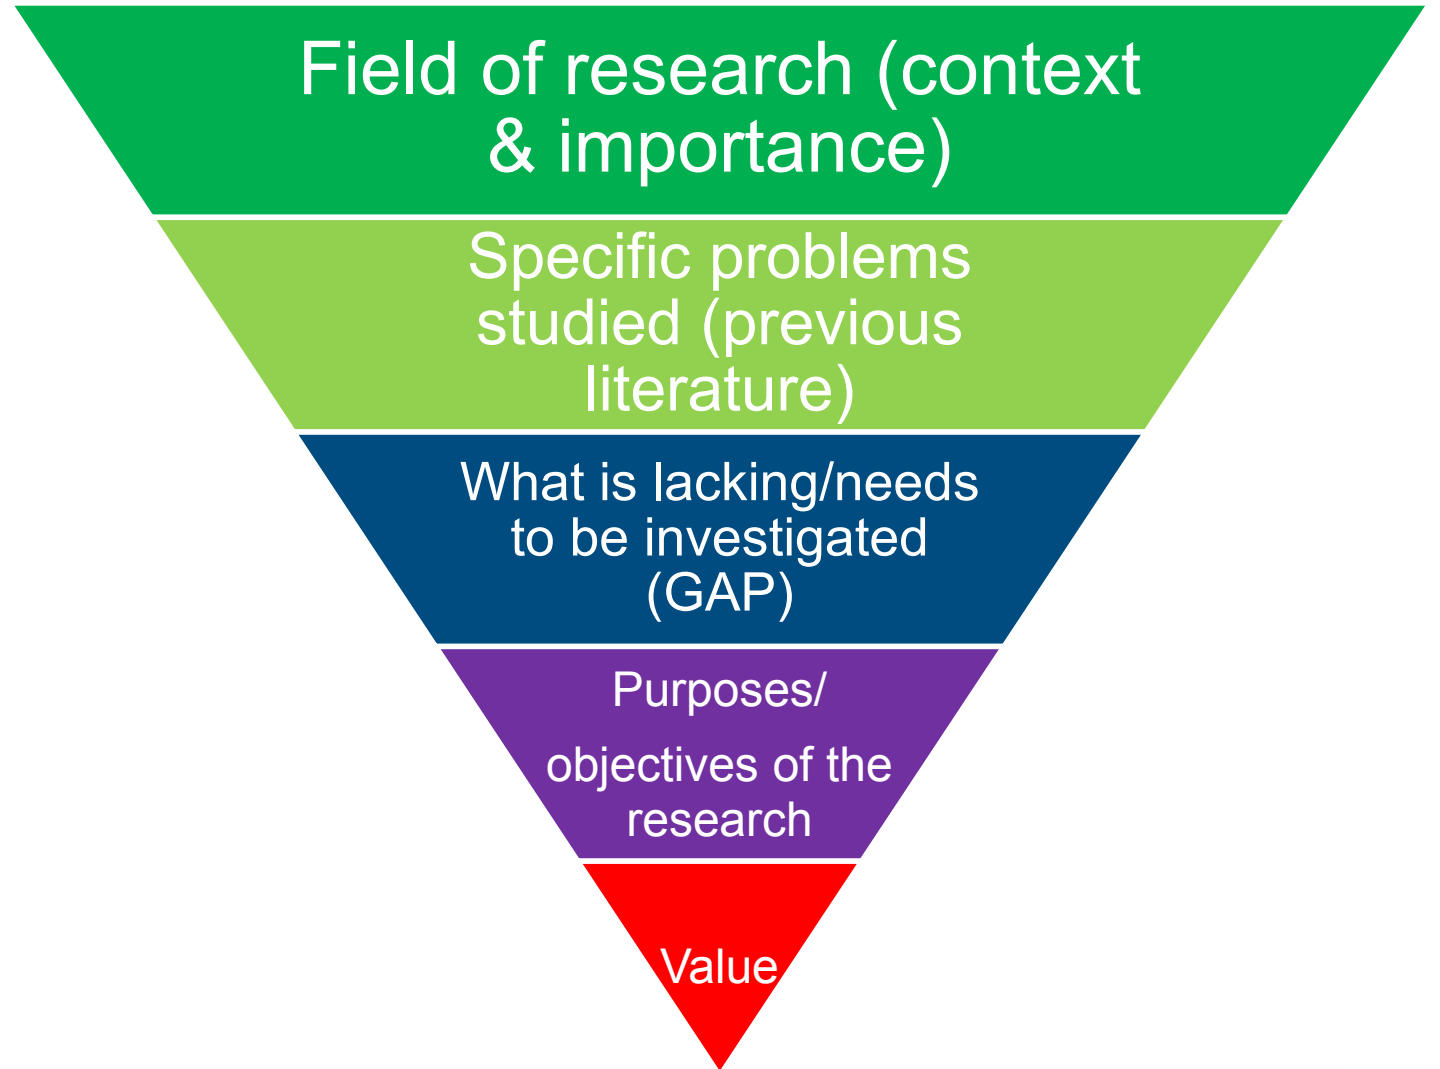 Field of research (context
& importance)
Specific problems
studied (previous
literature)
What is lacking/needs
to be investigated
(GAP)
Purposes/
objectives of the
research
Value